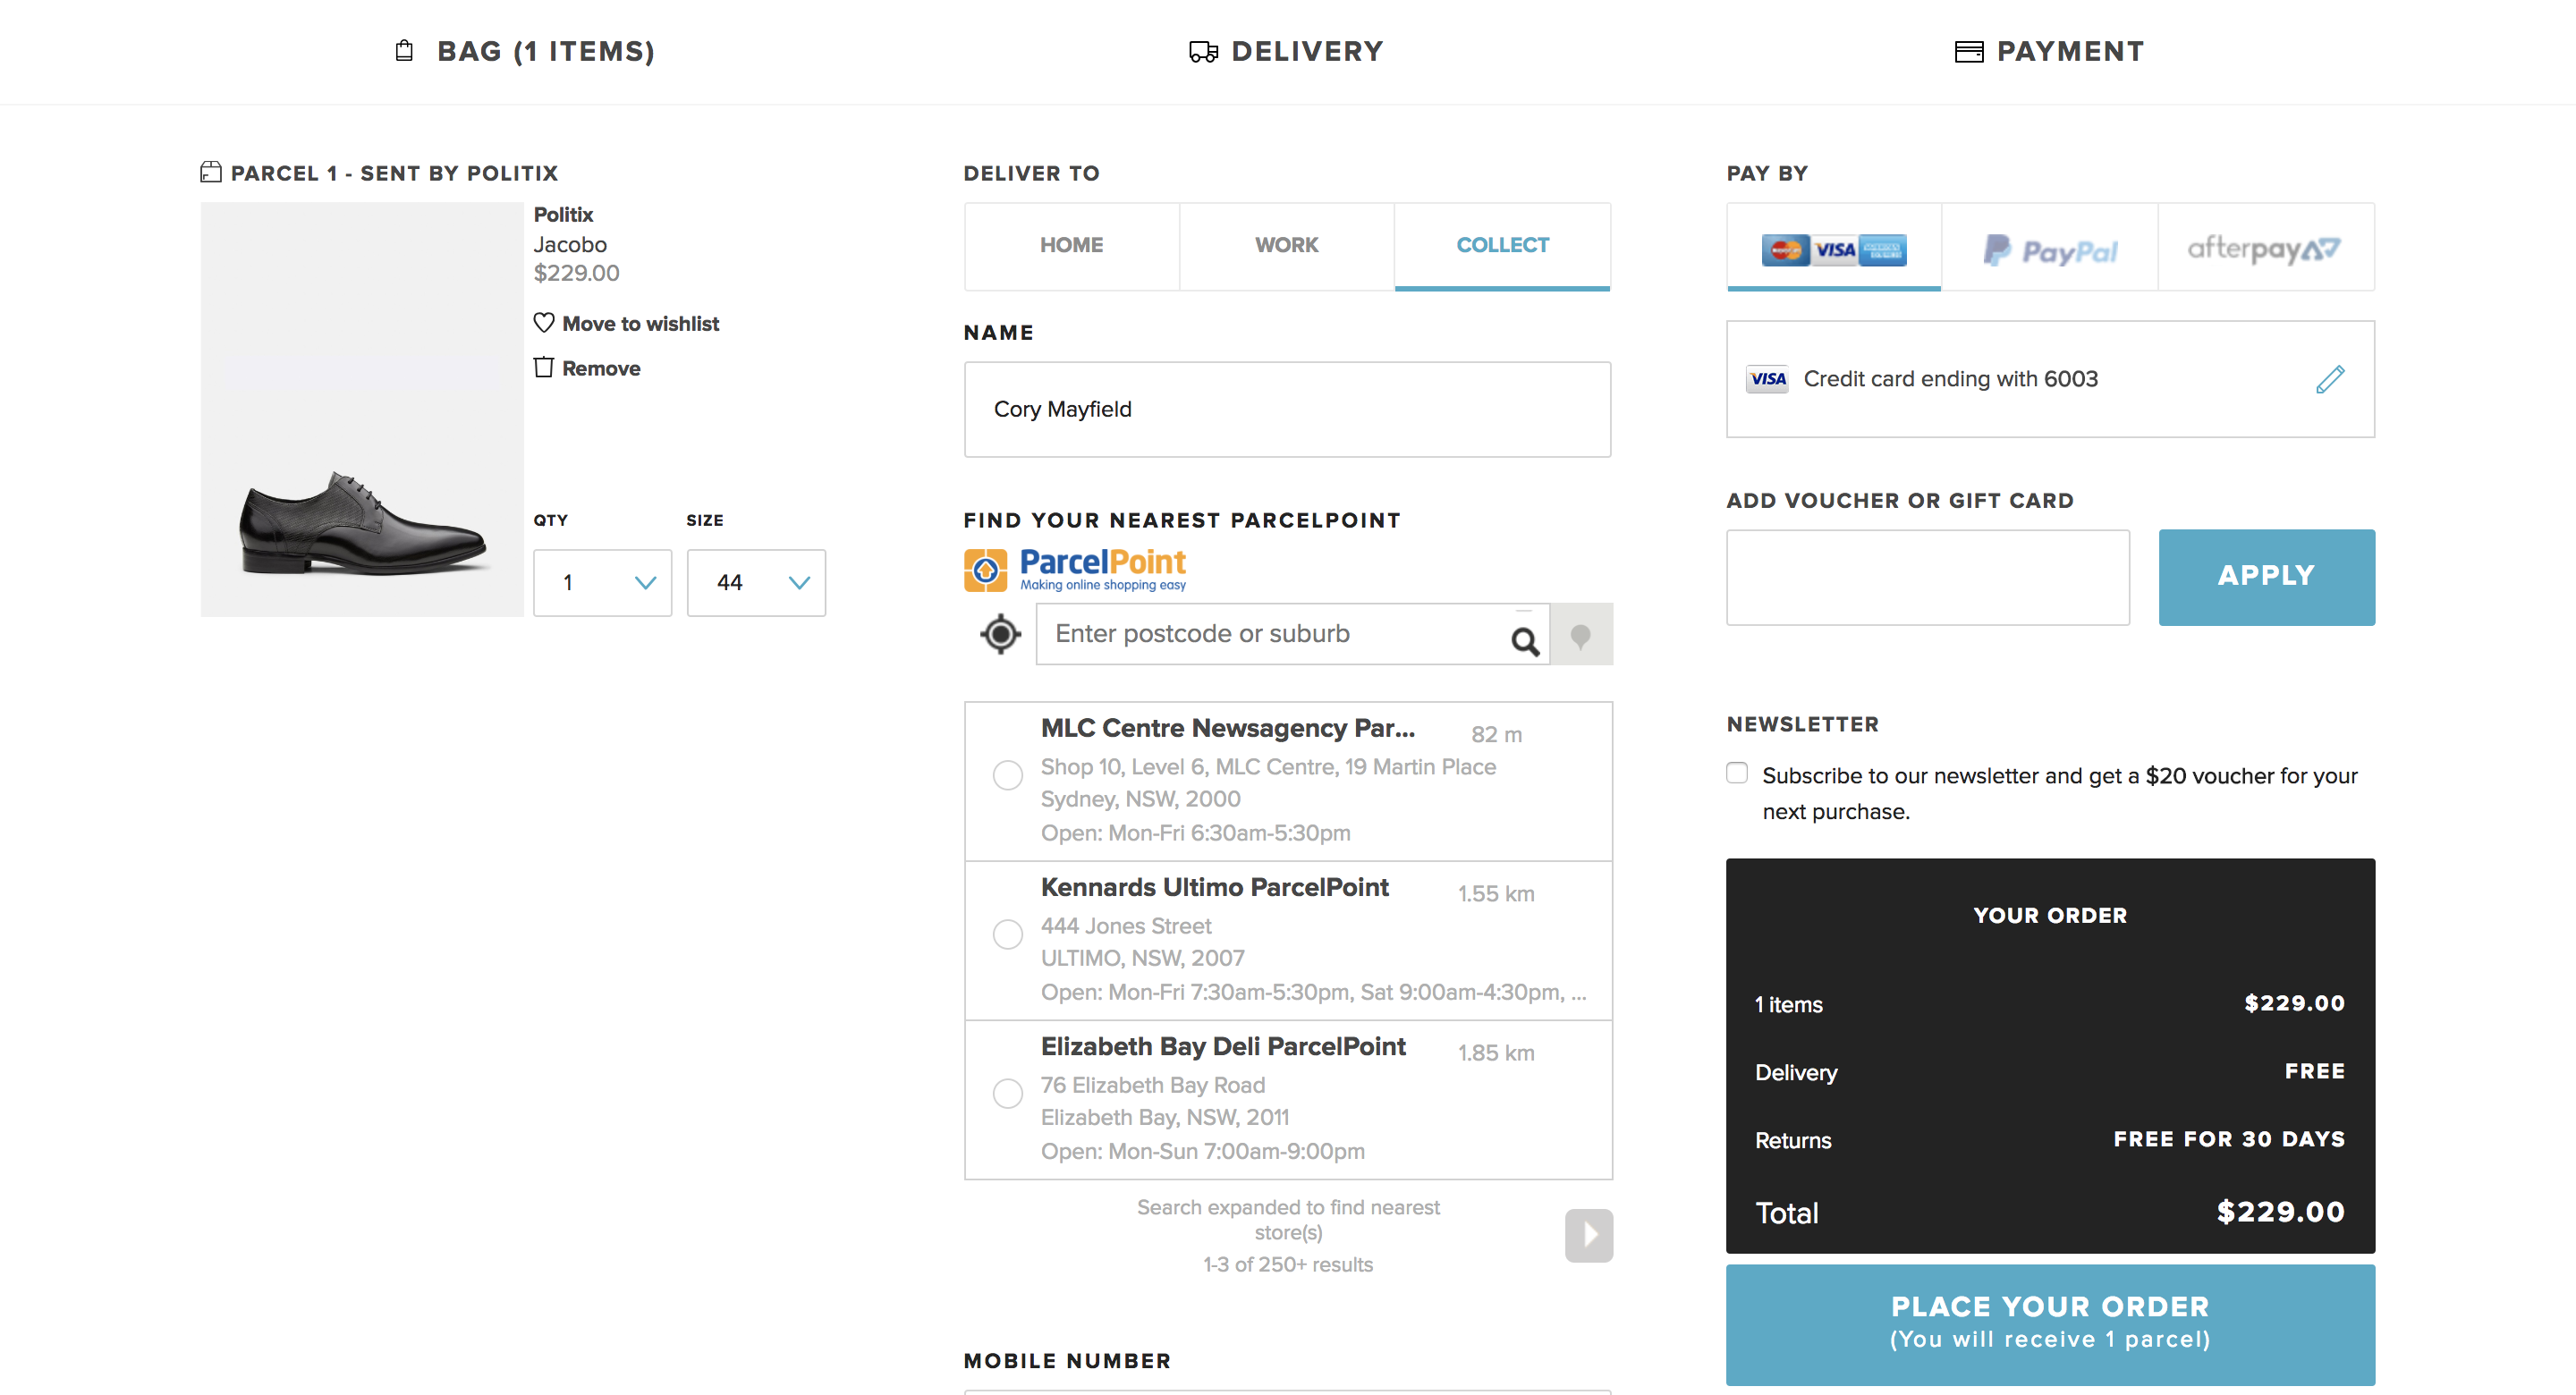 BAG (1 ITEMS)
DELIVERY
PAYMENT
PARCEL 1 - SENT BY POLITIX
Politix
Jacobo
$229.00
Move to wishlist
Remove
QTY
SIZE
1
44
DELIVER TO
HOME
WORK
COLLECT
NAME
Cory Mayfield
FIND YOUR NEAREST PARCELPOINT
ParcelPoint
Making online shopping easy
Enter postcode or suburb
MLC Centre Newsagency Par...
82 m
Shop 10, Level 6, MLC Centre, 19 Martin Place
Sydney, NSW, 2000
Open: Mon-Fri 6:30am-5:30pm
Kennards Ultimo ParcelPoint
1.55 km
444 Jones Street
ULTIMO, NSW, 2007
Open: Mon-Fri 7:30am-5:30pm, Sat 9:00am-4:30pm, ...
Elizabeth Bay Deli ParcelPoint
1.85 km
76 Elizabeth Bay Road
Elizabeth Bay, NSW, 2011
Open: Mon-Sun 7:00am-9:00pm
Search expanded to find nearest
store(s)
1-3 of 250+ results
MOBILE NUMBER
PAY BY
MasterCard VISA
PayPal
afterpay
VISA Credit card ending with 6003
ADD VOUCHER OR GIFT CARD
APPLY
NEWSLETTER
Subscribe to our newsletter and get a $20 voucher for your
next purchase.
YOUR ORDER
1 items
$229.00
Delivery
FREE
Returns
FREE FOR 30 DAYS
Total
$229.00
PLACE YOUR ORDER
(You will receive 1 parcel)